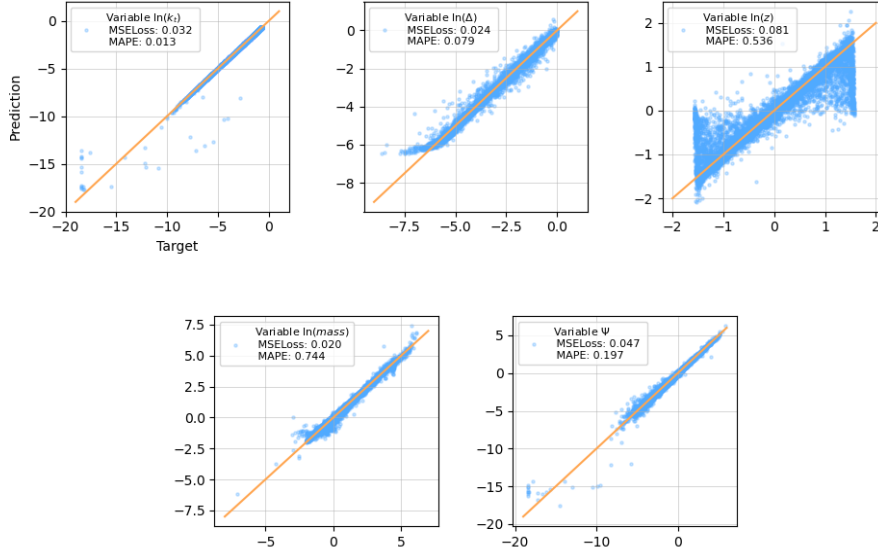 Variable ln(kₜ)
MSELoss: 0.032
MAPE: 0.013
0
−5
−10
−15
−20
Prediction
−20 −15 −10 −5 0
Target
Variable ln(Δ)
MSELoss: 0.024
MAPE: 0.079
0
−2
−4
−6
−8
−7.5 −5.0 −2.5 0.0
Variable ln(z)
MSELoss: 0.081
MAPE: 0.536
2
1
0
−1
−2
−2 −1 0 1 2
Variable ln(mass)
MSELoss: 0.020
MAPE: 0.744
7.5
5.0
2.5
0.0
−2.5
−5.0
−7.5
−5 0 5
Variable Ψ
MSELoss: 0.047
MAPE: 0.197
5
0
−5
−10
−15
−20
−20 −10 0